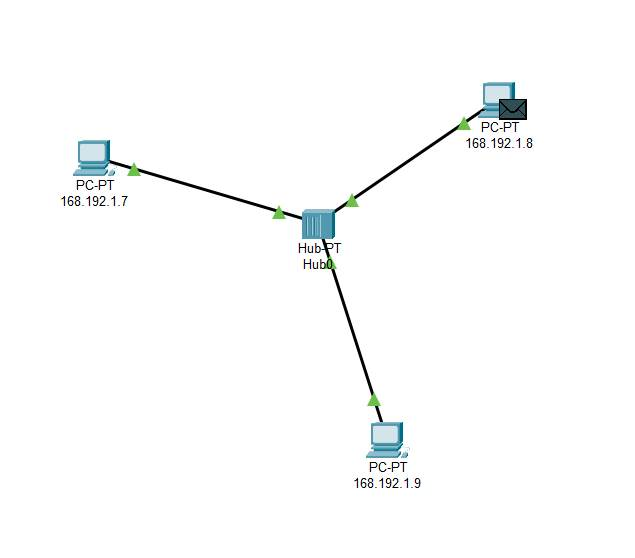 PC-PT
168.192.1.8
PC-PT
168.192.1.7
Hub-PT
Hub0
PC-PT
168.192.1.9